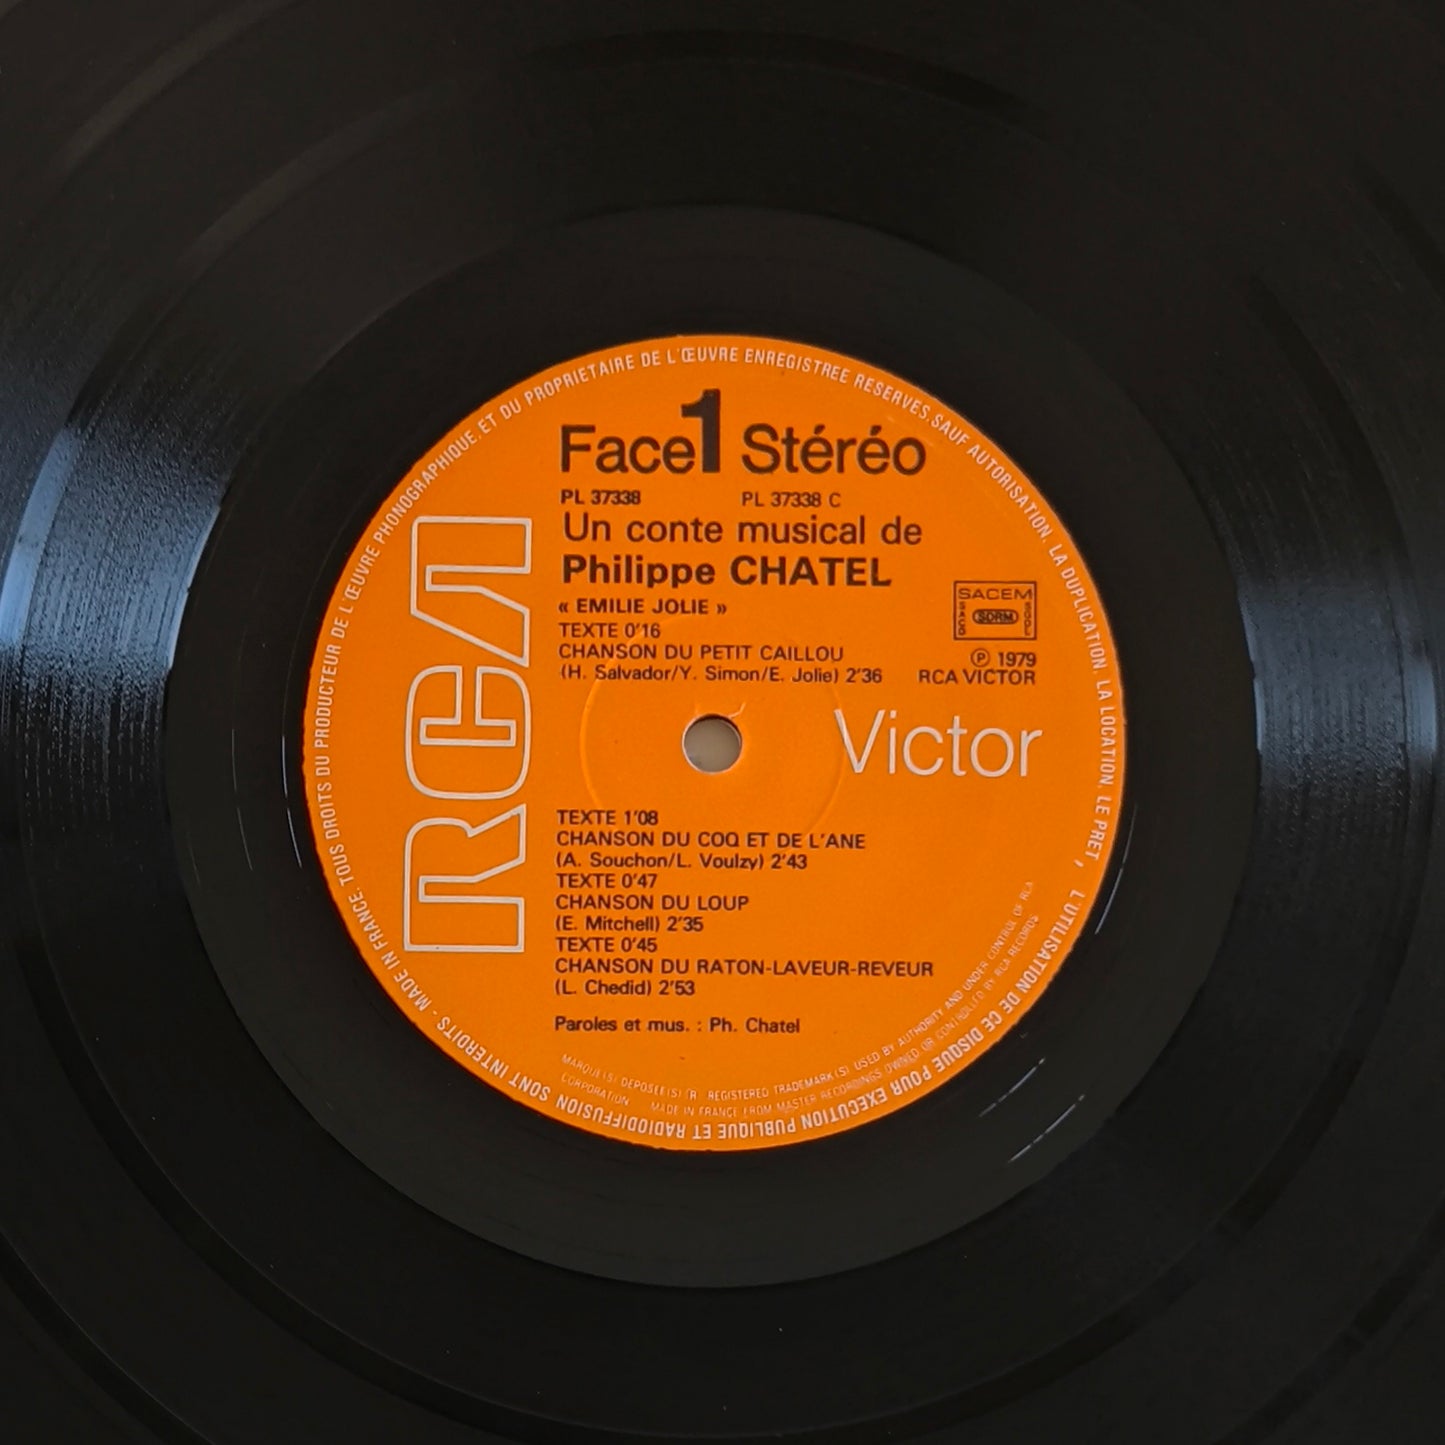 Face 1 Stéréo
PL 37338 PL 37338 C
Un conte musical de
Philippe CHATEL
« EMILIE JOLIE »
TEXTE 0'16
CHANSON DU PETIT CAILLOU
(H. Salvador/Y. Simon/E. Jolie) 2'36
SACEM
SACD SDRM SGDL
℗ 1979
RCA VICTOR
RCA
Victor
TEXTE 1'08
CHANSON DU COQ ET DE L'ANE
(A. Souchon/L. Voulzy) 2'43
TEXTE 0'47
CHANSON DU LOUP
(E. Mitchell) 2'35
TEXTE 0'45
CHANSON DU RATON-LAVEUR-REVEUR
(L. Chedid) 2'53
Paroles et mus. : Ph. Chatel
MARQUE(S) DEPOSEE(S) (R REGISTERED TRADEMARK(S) USED BY AUTHORITY AND UNDER CONTROL OF RCA
CORPORATION MADE IN FRANCE FROM MASTER RECORDINGS OWNED OR CONTROLLED BY RCA RECORDS
MADE IN FRANCE. TOUS DROITS DU PRODUCTEUR DE L'ŒUVRE PHONOGRAPHIQUE. ET DU PROPRIETAIRE DE L'ŒUVRE ENREGISTREE RESERVES. SAUF AUTORISATION. LA DUPLICATION. LA LOCATION. LE PRET, L'UTILISATION DE CE DISQUE POUR EXECUTION PUBLIQUE ET RADIODIFFUSION SONT INTERDITS -